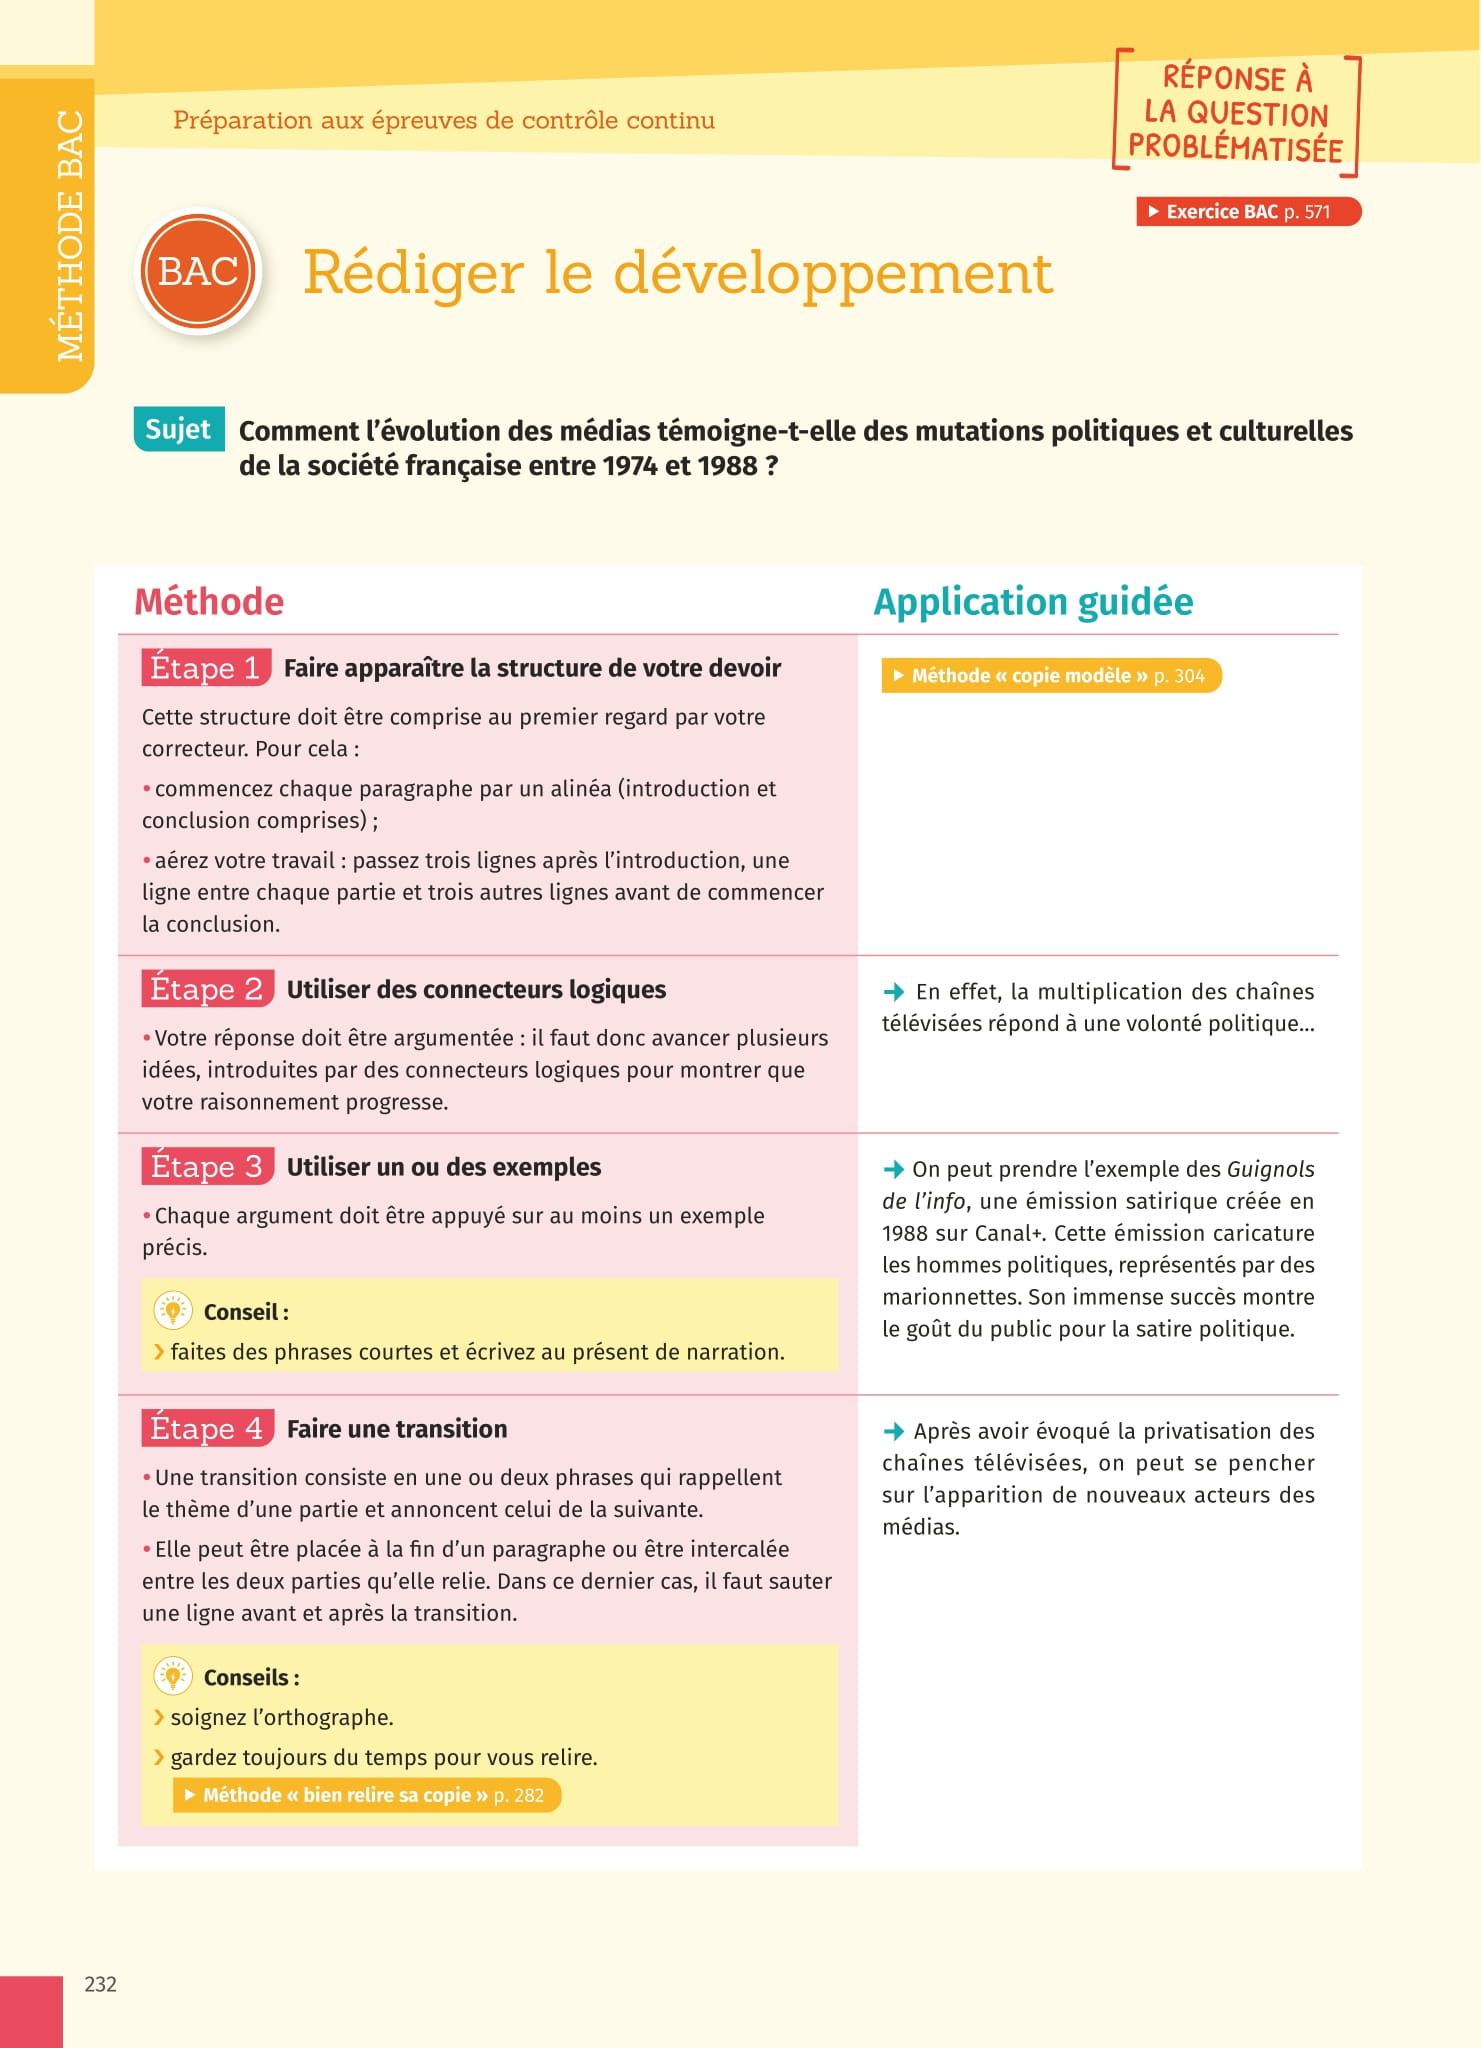 MÉTHODE BAC
Préparation aux épreuves de contrôle continu
RÉPONSE À
LA QUESTION
PROBLÉMATISÉE
Exercice BAC p. 571
BAC
Rédiger le développement
Sujet
Comment l’évolution des médias témoigne-t-elle des mutations politiques et culturelles
de la société française entre 1974 et 1988 ?
Méthode
Application guidée
Étape 1 Faire apparaître la structure de votre devoir
Cette structure doit être comprise au premier regard par votre
correcteur. Pour cela :
• commencez chaque paragraphe par un alinéa (introduction et
conclusion comprises) ;
• aérez votre travail : passez trois lignes après l’introduction, une
ligne entre chaque partie et trois autres lignes avant de commencer
la conclusion.
Méthode « copie modèle » p. 304
Étape 2 Utiliser des connecteurs logiques
• Votre réponse doit être argumentée : il faut donc avancer plusieurs
idées, introduites par des connecteurs logiques pour montrer que
votre raisonnement progresse.
➔ En effet, la multiplication des chaînes
télévisées répond à une volonté politique...
Étape 3 Utiliser un ou des exemples
• Chaque argument doit être appuyé sur au moins un exemple
précis.
Conseil :
› faites des phrases courtes et écrivez au présent de narration.
➔ On peut prendre l’exemple des Guignols
de l’info, une émission satirique créée en
1988 sur Canal+. Cette émission caricature
les hommes politiques, représentés par des
marionnettes. Son immense succès montre
le goût du public pour la satire politique.
Étape 4 Faire une transition
• Une transition consiste en une ou deux phrases qui rappellent
le thème d’une partie et annoncent celui de la suivante.
• Elle peut être placée à la fin d’un paragraphe ou être intercalée
entre les deux parties qu’elle relie. Dans ce dernier cas, il faut sauter
une ligne avant et après la transition.
Conseils :
› soignez l’orthographe.
› gardez toujours du temps pour vous relire.
Méthode « bien relire sa copie » p. 282
➔ Après avoir évoqué la privatisation des
chaînes télévisées, on peut se pencher
sur l’apparition de nouveaux acteurs des
médias.
232